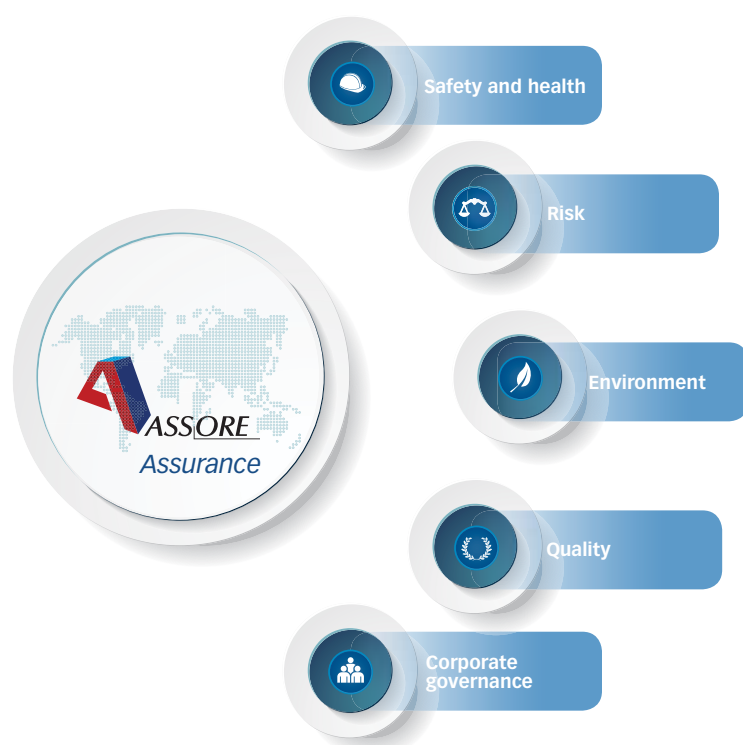 Safety and health
Risk
ASSORE
Assurance
Environment
Quality
Corporate
governance